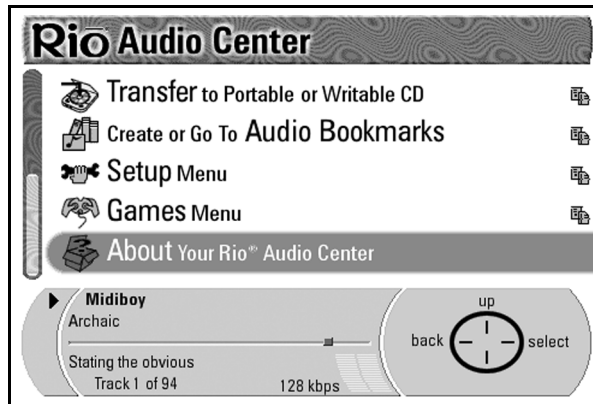 Rio Audio Center
Transfer to Portable or Writable CD
Create or Go To Audio Bookmarks
Setup Menu
Games Menu
About Your Rio® Audio Center
Midiboy
Archaic
Stating the obvious
Track 1 of 94 128 kbps
up
back select